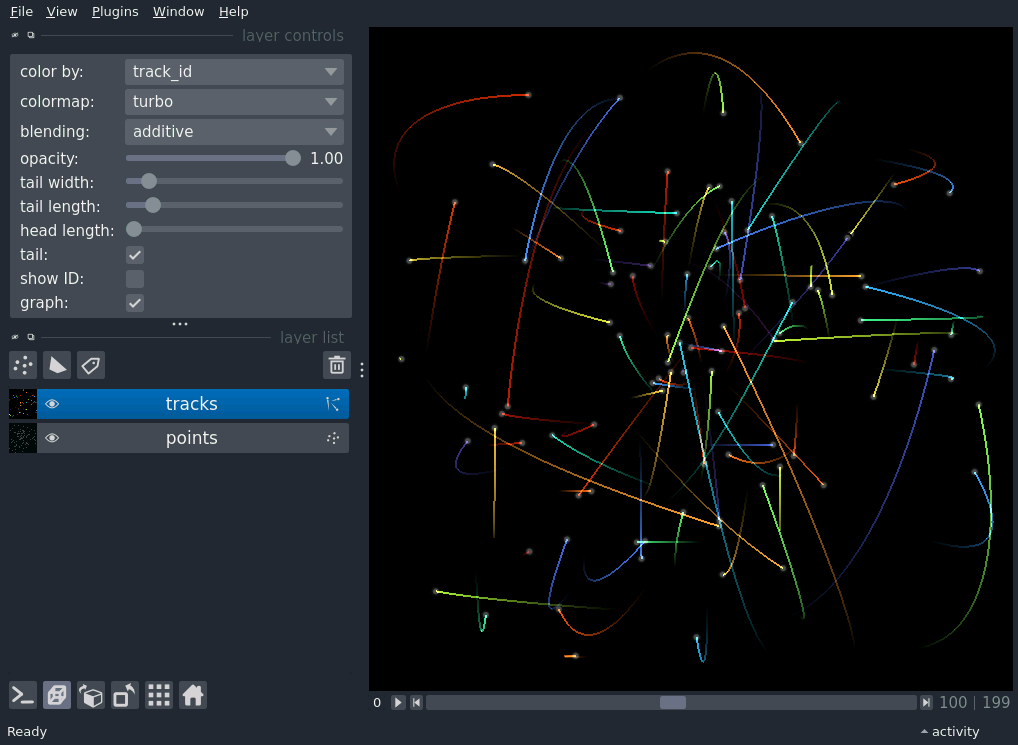 File View Plugins Window Help
layer controls
color by: track_id
colormap: turbo
blending: additive
opacity: 1.00
tail width:
tail length:
head length:
tail:
show ID:
graph:
layer list
tracks
points
0 100 | 199
Ready activity